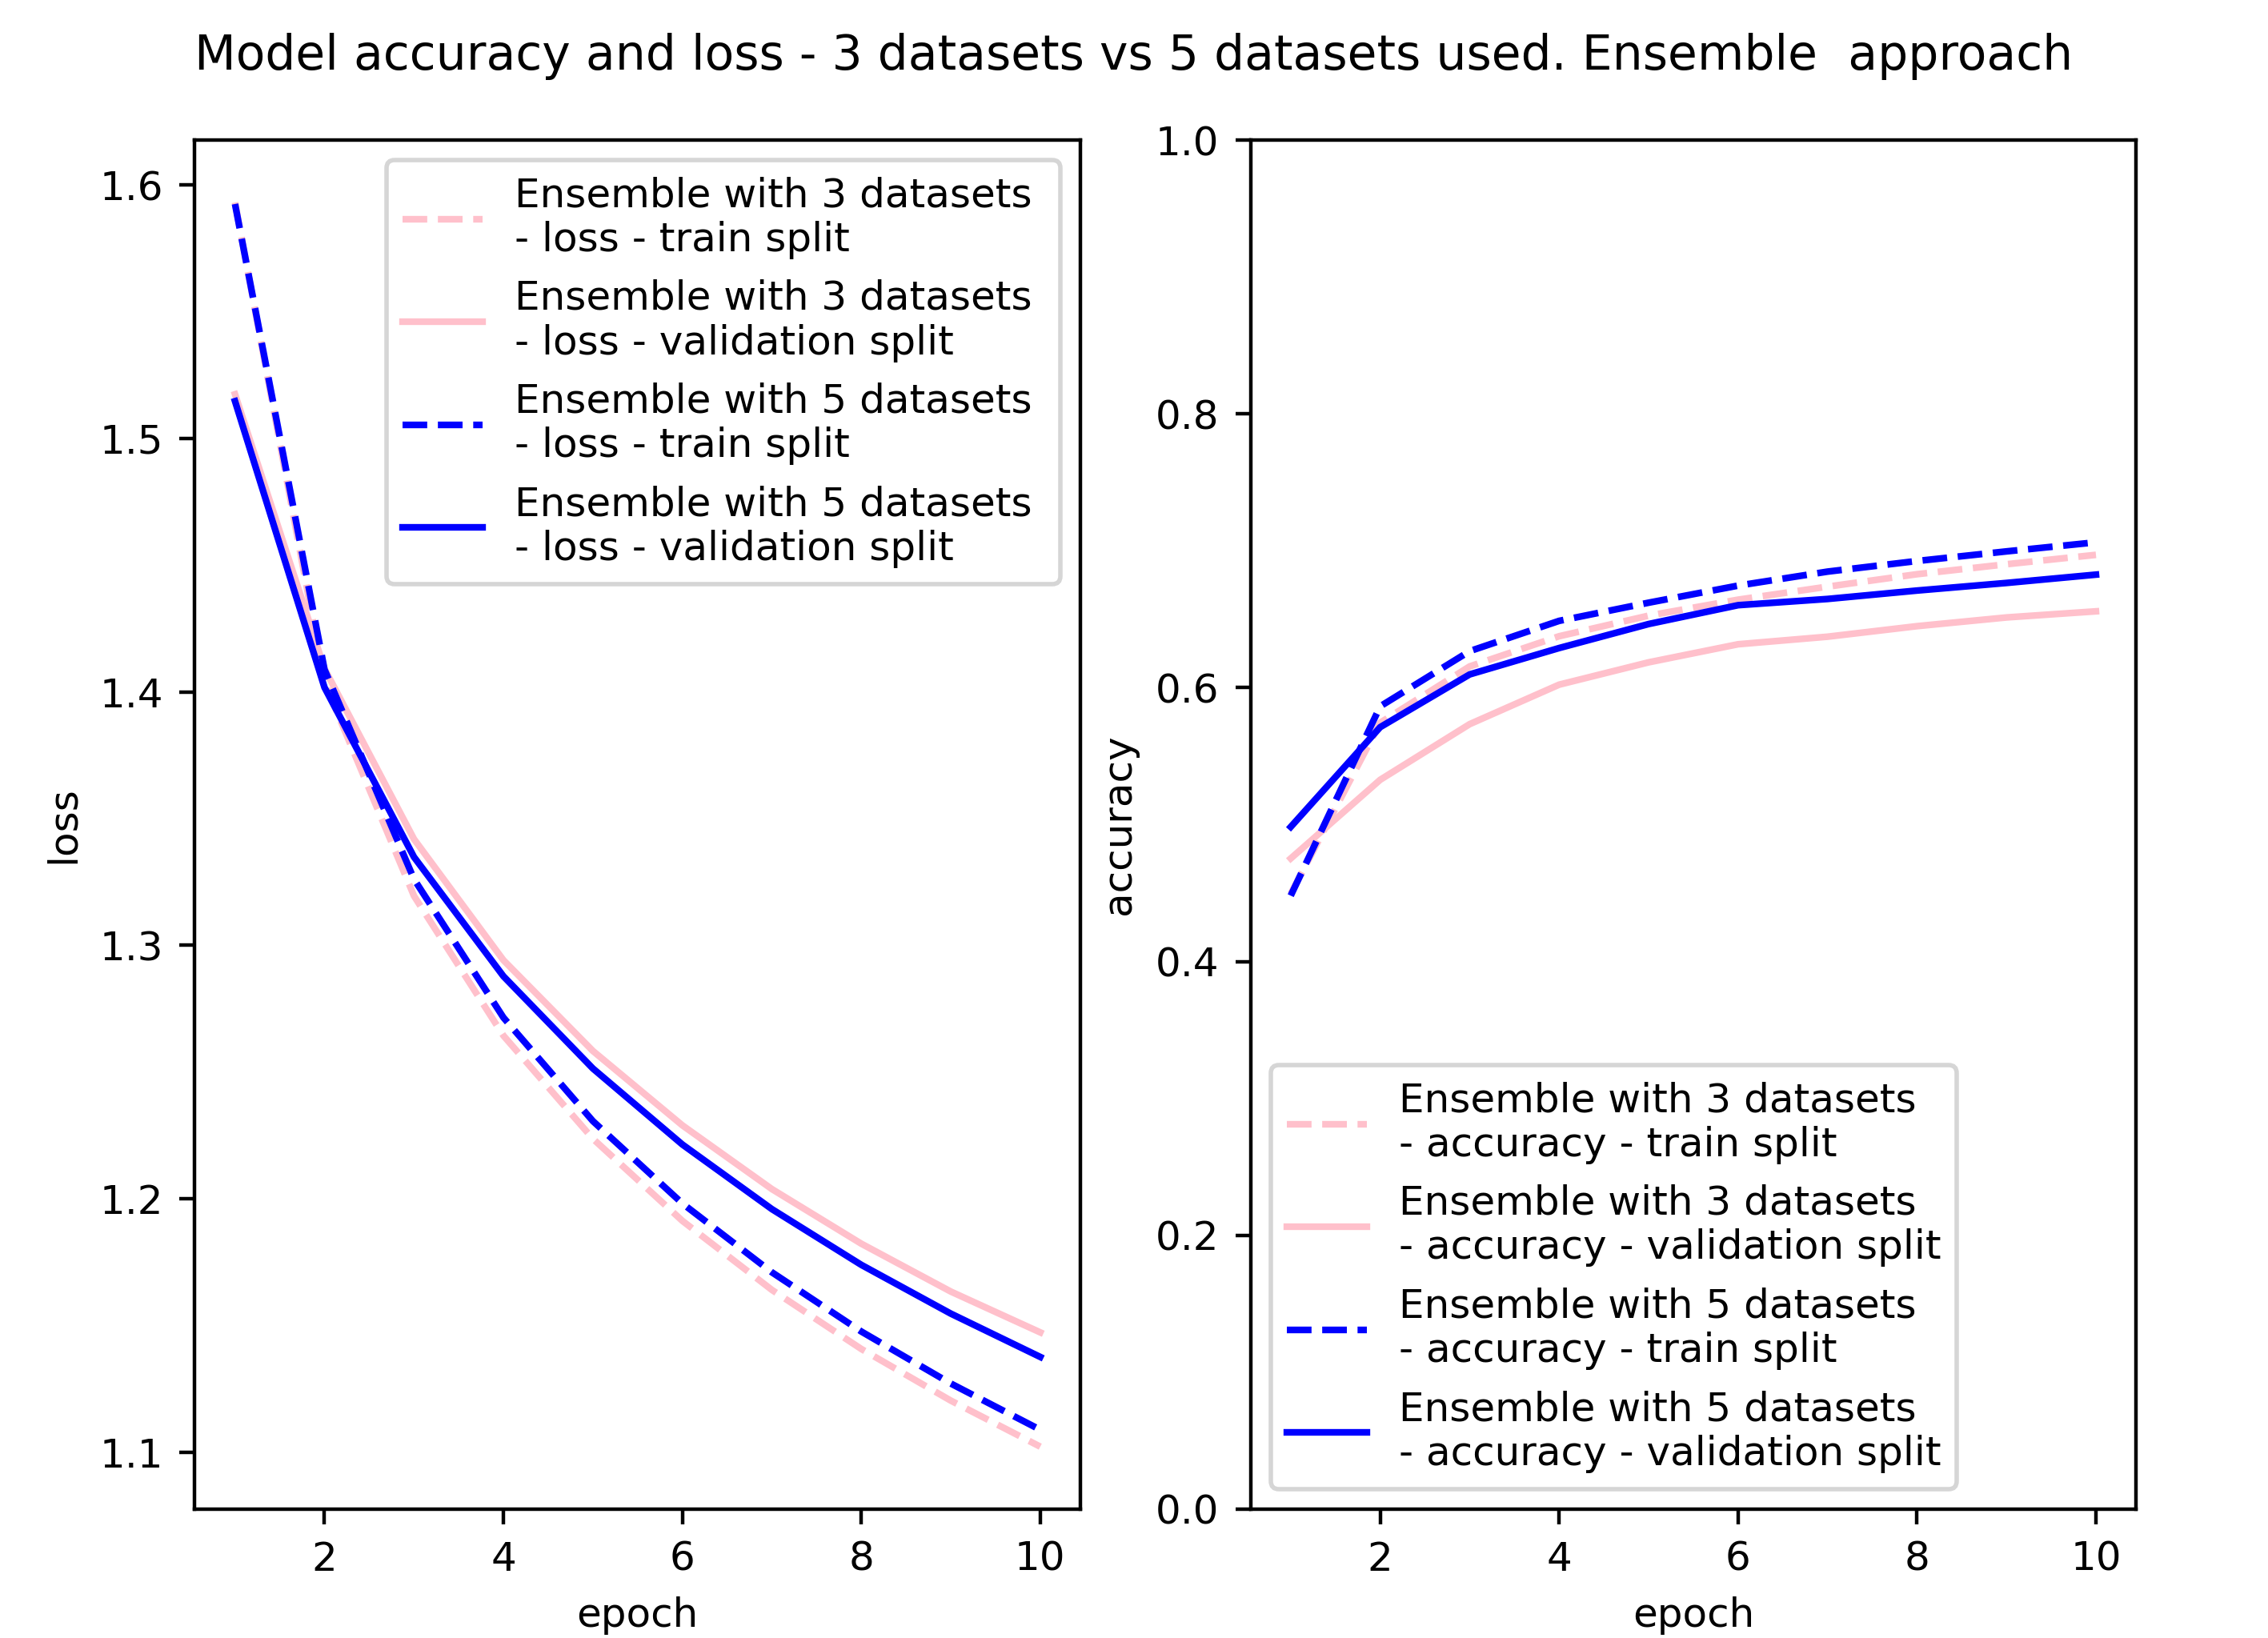 Model accuracy and loss - 3 datasets vs 5 datasets used. Ensemble  approach
1.6
1.5
1.4
1.3
1.2
1.1
loss
2
4
6
8
10
epoch
Ensemble with 3 datasets
- loss - train split
Ensemble with 3 datasets
- loss - validation split
Ensemble with 5 datasets
- loss - train split
Ensemble with 5 datasets
- loss - validation split
1.0
0.8
0.6
0.4
0.2
0.0
accuracy
2
4
6
8
10
epoch
Ensemble with 3 datasets
- accuracy - train split
Ensemble with 3 datasets
- accuracy - validation split
Ensemble with 5 datasets
- accuracy - train split
Ensemble with 5 datasets
- accuracy - validation split